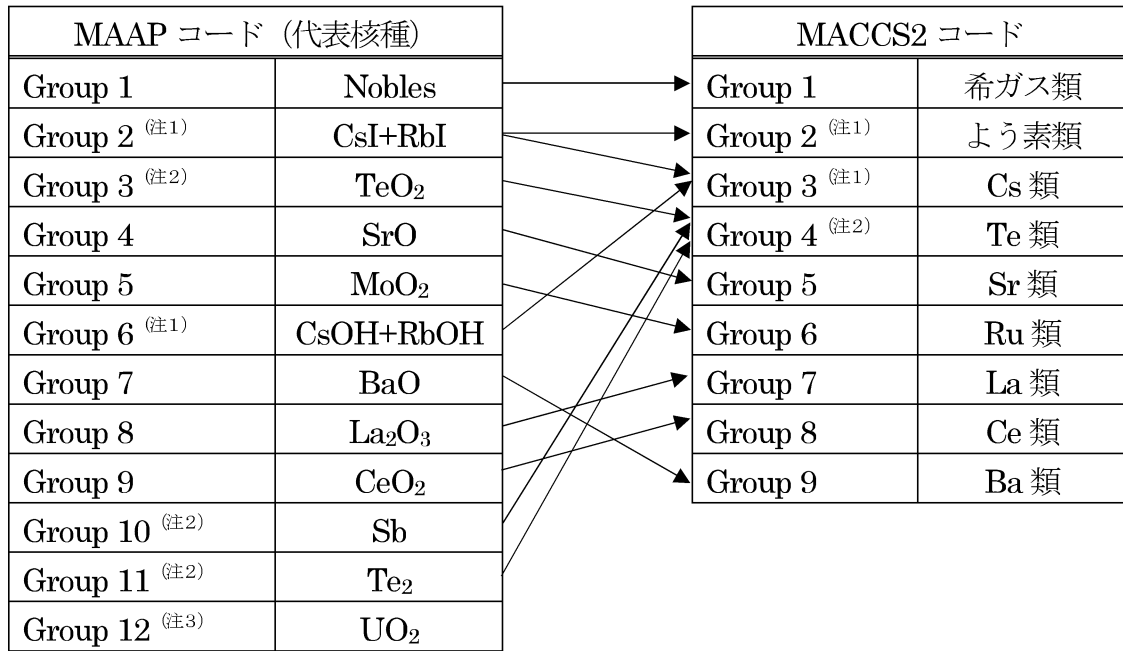 MAAP コード（代表核種）
Group 1 Nobles
Group 2 (注1) CsI+RbI
Group 3 (注2) TeO₂
Group 4 SrO
Group 5 MoO₂
Group 6 (注1) CsOH+RbOH
Group 7 BaO
Group 8 La₂O₃
Group 9 CeO₂
Group 10 (注2) Sb
Group 11 (注2) Te₂
Group 12 (注3) UO₂
MACCS2 コード
Group 1 希ガス類
Group 2 (注1) よう素類
Group 3 (注1) Cs 類
Group 4 (注2) Te 類
Group 5 Sr 類
Group 6 Ru 類
Group 7 La 類
Group 8 Ce 類
Group 9 Ba 類